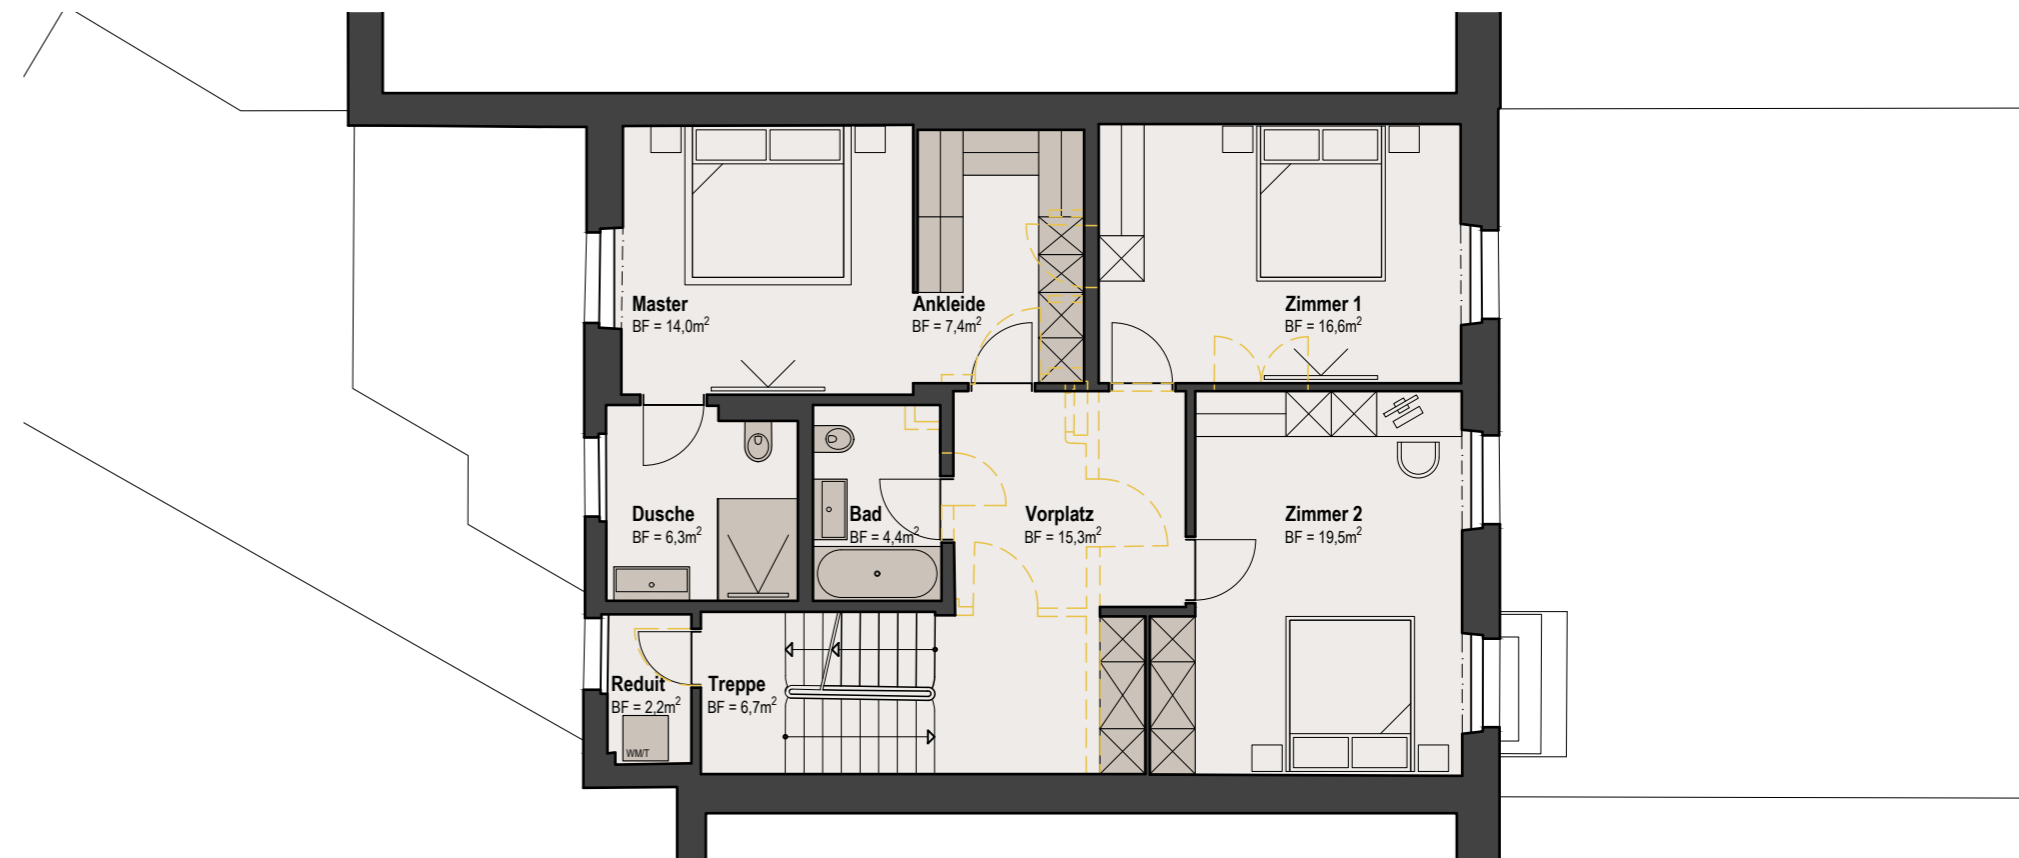 Master
BF = 14,0m²
Ankleide
BF = 7,4m²
Zimmer 1
BF = 16,6m²
Dusche
BF = 6,3m²
Bad
BF = 4,4m²
Vorplatz
BF = 15,3m²
Zimmer 2
BF = 19,5m²
Reduit
BF = 2,2m²
Treppe
BF = 6,7m²
WM/T